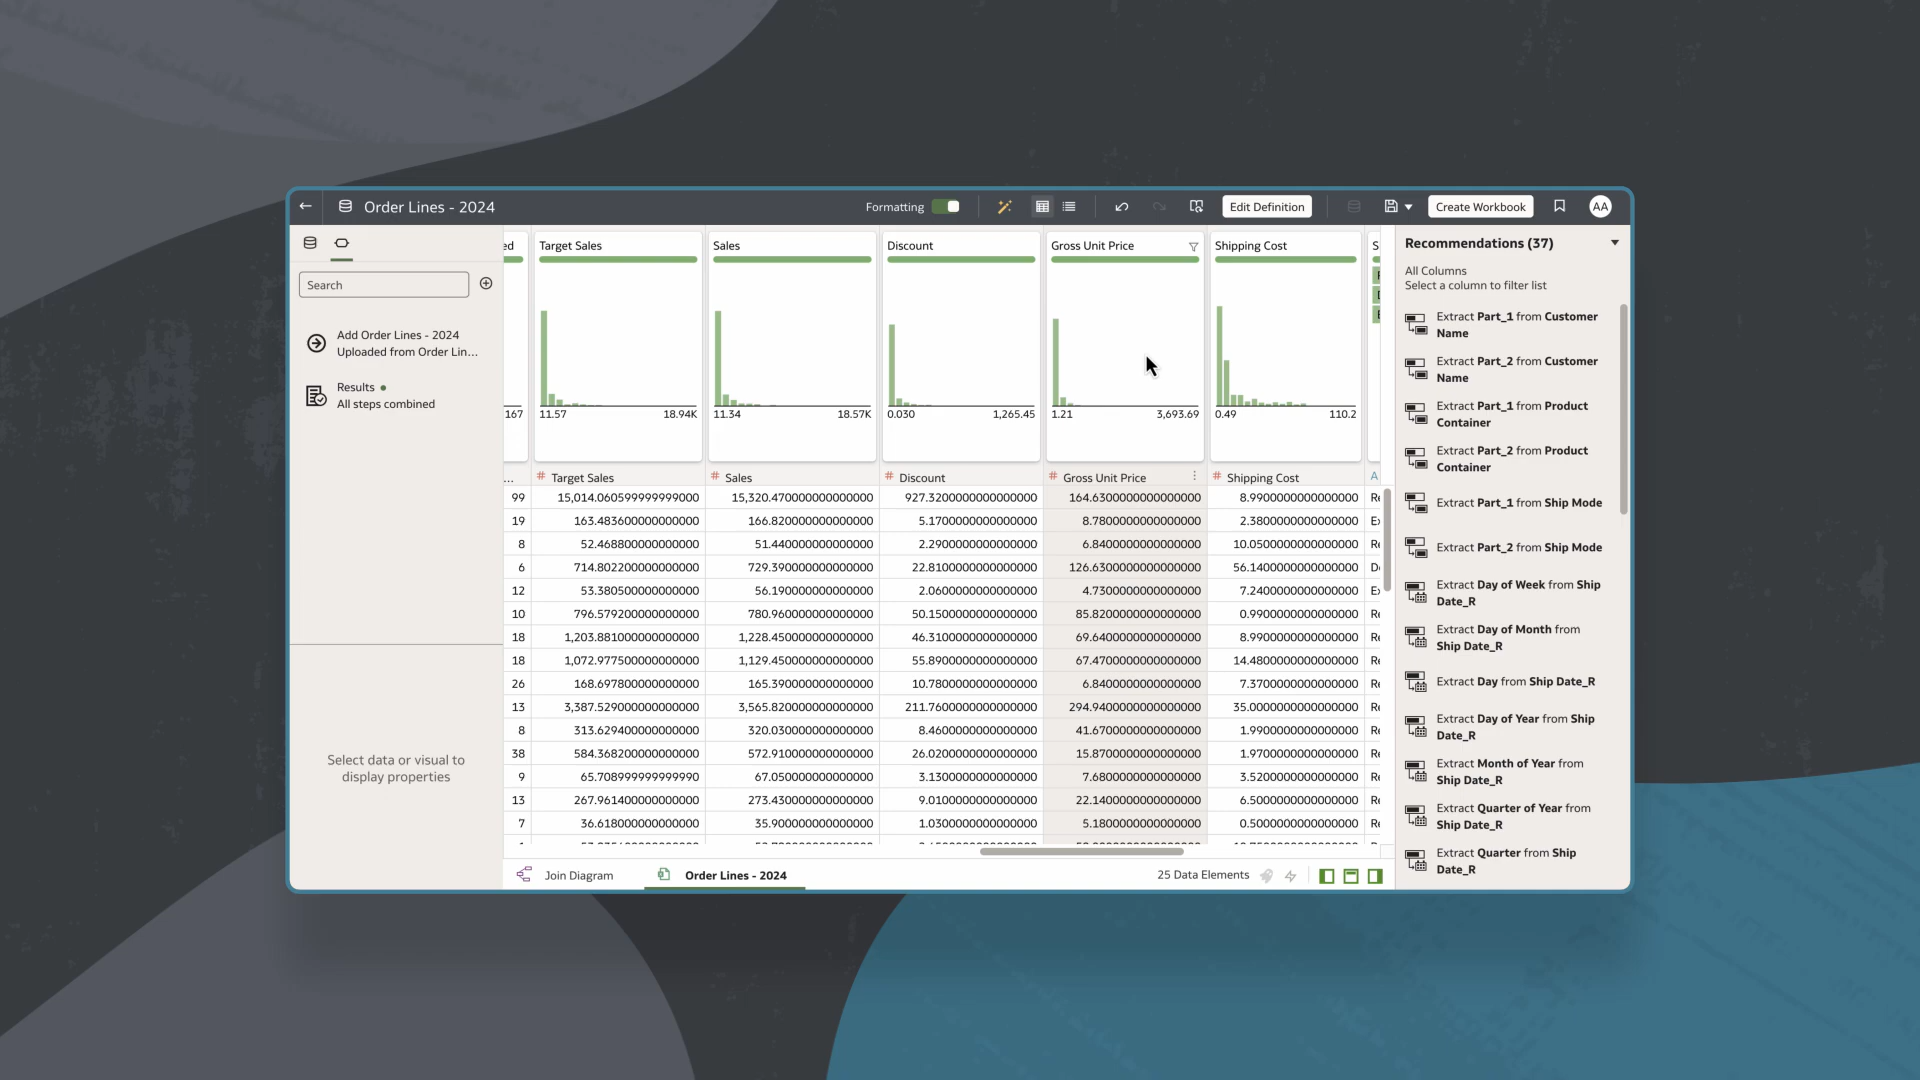 Order Lines - 2024
Formatting
Edit Definition
Create Workbook
AA
Search
Add Order Lines - 2024
Uploaded from Order Lin...
Results
All steps combined
Select data or visual to
display properties
ed Target Sales Sales Discount Gross Unit Price Shipping Cost S
167 11.57 18.94K 11.34 18.57K 0.030 1,265.45 1.21 3,693.69 0.49 110.2
... # Target Sales # Sales # Discount # Gross Unit Price # Shipping Cost A
99 15,014.060599999999000 15,320.470000000000000 927.3200000000000000 164.6300000000000000 8.9900000000000000 Re
19 163.483600000000000 166.820000000000000 5.1700000000000000 8.7800000000000000 2.3800000000000000 Ex
8 52.468800000000000 51.440000000000000 2.2900000000000000 6.8400000000000000 10.0500000000000000 Re
6 714.802200000000000 729.390000000000000 22.8100000000000000 126.6300000000000000 56.1400000000000000 De
12 53.380500000000000 56.190000000000000 2.0600000000000000 4.7300000000000000 7.2400000000000000 Ex
10 796.579200000000000 780.960000000000000 50.1500000000000000 85.8200000000000000 0.9900000000000000 Re
18 1,203.881000000000000 1,228.450000000000000 46.3100000000000000 69.6400000000000000 8.9900000000000000 Re
18 1,072.977500000000000 1,129.450000000000000 55.8900000000000000 67.4700000000000000 14.4800000000000000 Re
26 168.697800000000000 165.390000000000000 10.7800000000000000 6.8400000000000000 7.3700000000000000 Re
13 3,387.529000000000000 3,565.820000000000000 211.7600000000000000 294.9400000000000000 35.0000000000000000 Re
8 313.629400000000000 320.030000000000000 8.4600000000000000 41.6700000000000000 1.9900000000000000 Re
38 584.368200000000000 572.910000000000000 26.0200000000000000 15.8700000000000000 1.9700000000000000 Re
9 65.708999999999990 67.050000000000000 3.1300000000000000 7.6800000000000000 3.5200000000000000 Re
13 267.961400000000000 273.430000000000000 9.0100000000000000 22.1400000000000000 6.5000000000000000 Re
7 36.618000000000000 35.900000000000000 1.0300000000000000 5.1800000000000000 0.5000000000000000 Re
Join Diagram
Order Lines - 2024
25 Data Elements
Recommendations (37)
All Columns
Select a column to filter list
Extract Part_1 from Customer
Name
Extract Part_2 from Customer
Name
Extract Part_1 from Product
Container
Extract Part_2 from Product
Container
Extract Part_1 from Ship Mode
Extract Part_2 from Ship Mode
Extract Day of Week from Ship
Date_R
Extract Day of Month from
Ship Date_R
Extract Day from Ship Date_R
Extract Day of Year from Ship
Date_R
Extract Month of Year from
Ship Date_R
Extract Quarter of Year from
Ship Date_R
Extract Quarter from Ship
Date_R